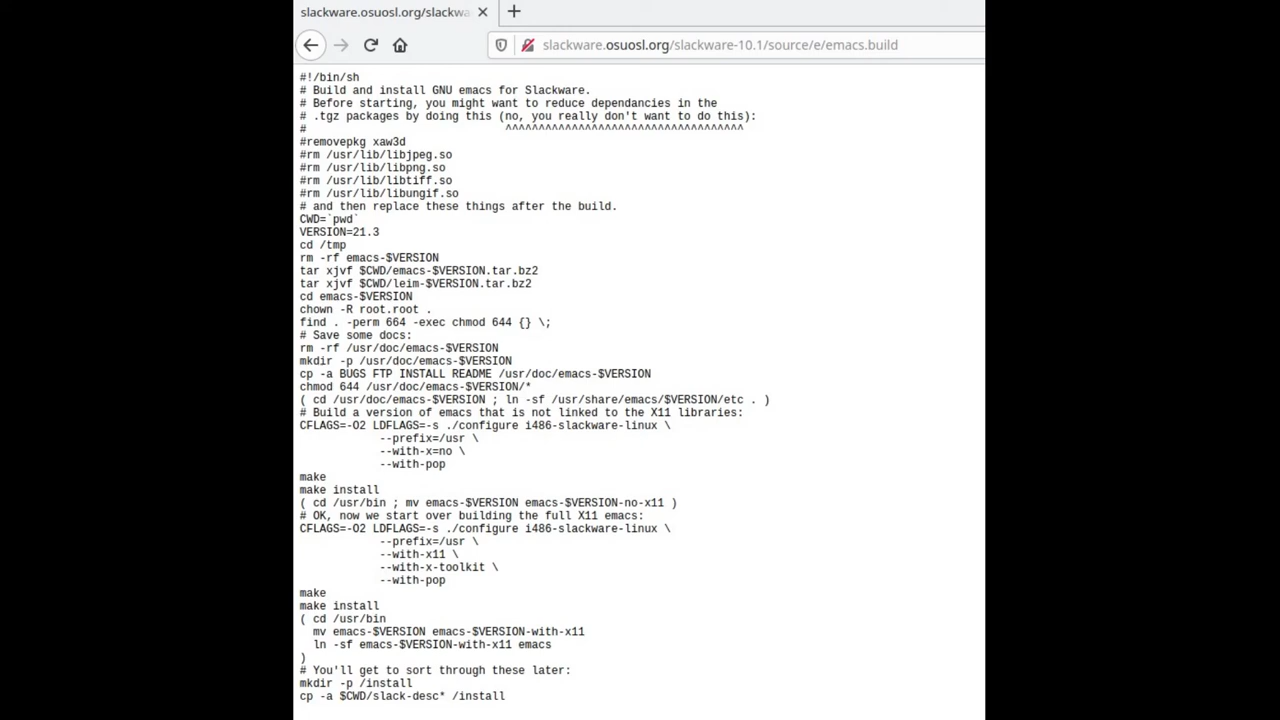 slackware.osuosl.org/slackwa
slackware.osuosl.org/slackware-10.1/source/e/emacs.build
#!/bin/sh
# Build and install GNU emacs for Slackware.
# Before starting, you might want to reduce dependancies in the
# .tgz packages by doing this (no, you really don't want to do this):
#                              ^^^^^^^^^^^^^^^^^^^^^^^^^^^^^^^^^^^^
#removepkg xaw3d
#rm /usr/lib/libjpeg.so
#rm /usr/lib/libpng.so
#rm /usr/lib/libtiff.so
#rm /usr/lib/libungif.so
# and then replace these things after the build.
CWD=`pwd`
VERSION=21.3
cd /tmp
rm -rf emacs-$VERSION
tar xjvf $CWD/emacs-$VERSION.tar.bz2
tar xjvf $CWD/leim-$VERSION.tar.bz2
cd emacs-$VERSION
chown -R root.root .
find . -perm 664 -exec chmod 644 {} \;
# Save some docs:
rm -rf /usr/doc/emacs-$VERSION
mkdir -p /usr/doc/emacs-$VERSION
cp -a BUGS FTP INSTALL README /usr/doc/emacs-$VERSION
chmod 644 /usr/doc/emacs-$VERSION/*
( cd /usr/doc/emacs-$VERSION ; ln -sf /usr/share/emacs/$VERSION/etc . )
# Build a version of emacs that is not linked to the X11 libraries:
CFLAGS=-O2 LDFLAGS=-s ./configure i486-slackware-linux \
            --prefix=/usr \
            --with-x=no \
            --with-pop
make
make install
( cd /usr/bin ; mv emacs-$VERSION emacs-$VERSION-no-x11 )
# OK, now we start over building the full X11 emacs:
CFLAGS=-O2 LDFLAGS=-s ./configure i486-slackware-linux \
            --prefix=/usr \
            --with-x11 \
            --with-x-toolkit \
            --with-pop
make
make install
( cd /usr/bin
  mv emacs-$VERSION emacs-$VERSION-with-x11
  ln -sf emacs-$VERSION-with-x11 emacs
)
# You'll get to sort through these later:
mkdir -p /install
cp -a $CWD/slack-desc* /install